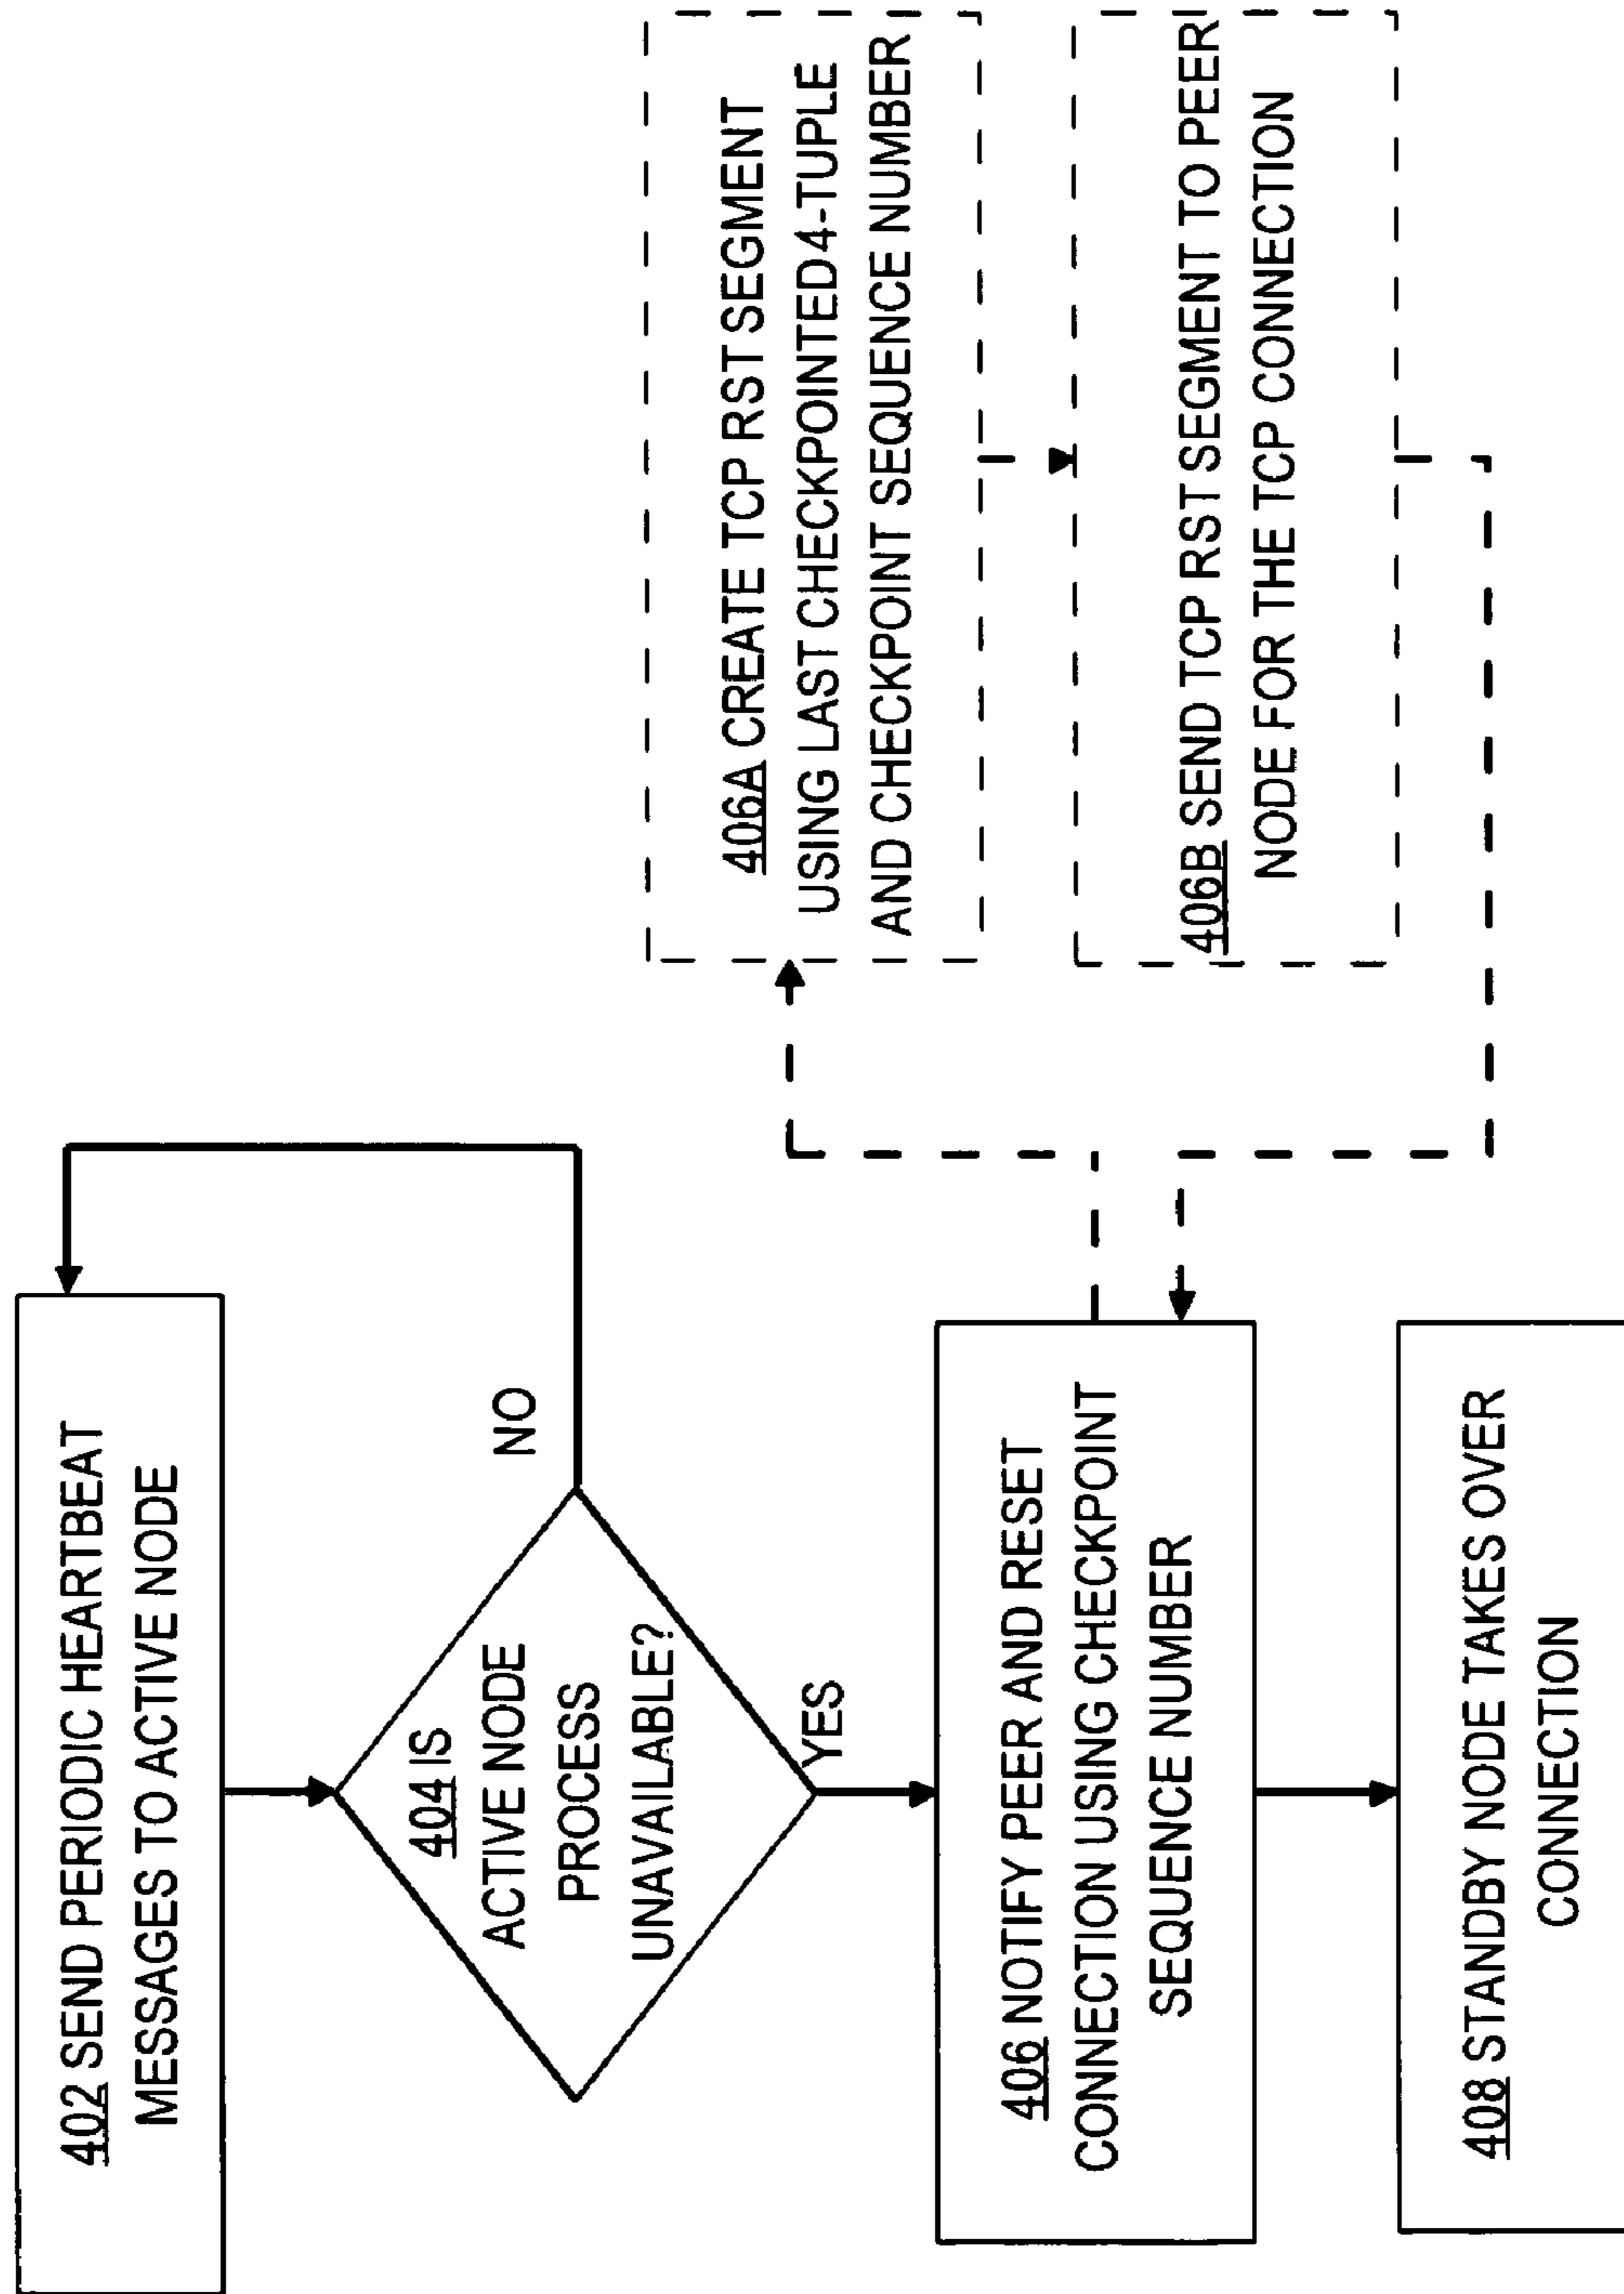 402 SEND PERIODIC HEARTBEAT
MESSAGES TO ACTIVE NODE
404 IS
ACTIVE NODE
PROCESS
UNAVAILABLE?
NO
YES
406 NOTIFY PEER AND RESET
CONNECTION USING CHECKPOINT
SEQUENCE NUMBER
406A CREATE TCP RST SEGMENT
USING LAST CHECKPOINTED 4-TUPLE
AND CHECKPOINT SEQUENCE NUMBER
406B SEND TCP RST SEGMENT TO PEER
NODE FOR THE TCP CONNECTION
408 STANDBY NODE TAKES OVER
CONNECTION